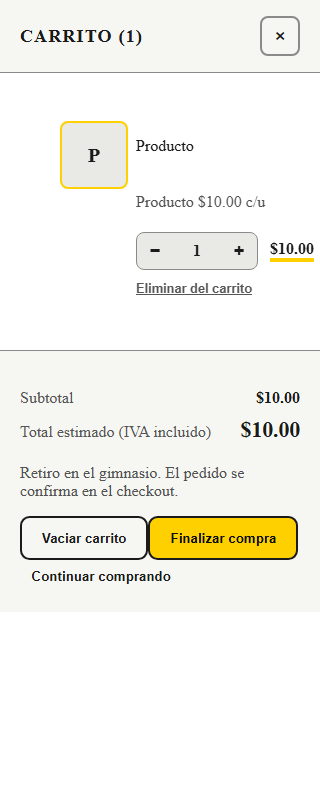 CARRITO (1)
×
P
Producto
Producto $10.00 c/u
− 1 + $10.00
Eliminar del carrito
Subtotal $10.00
Total estimado (IVA incluido) $10.00
Retiro en el gimnasio. El pedido se
confirma en el checkout.
Vaciar carrito Finalizar compra
Continuar comprando